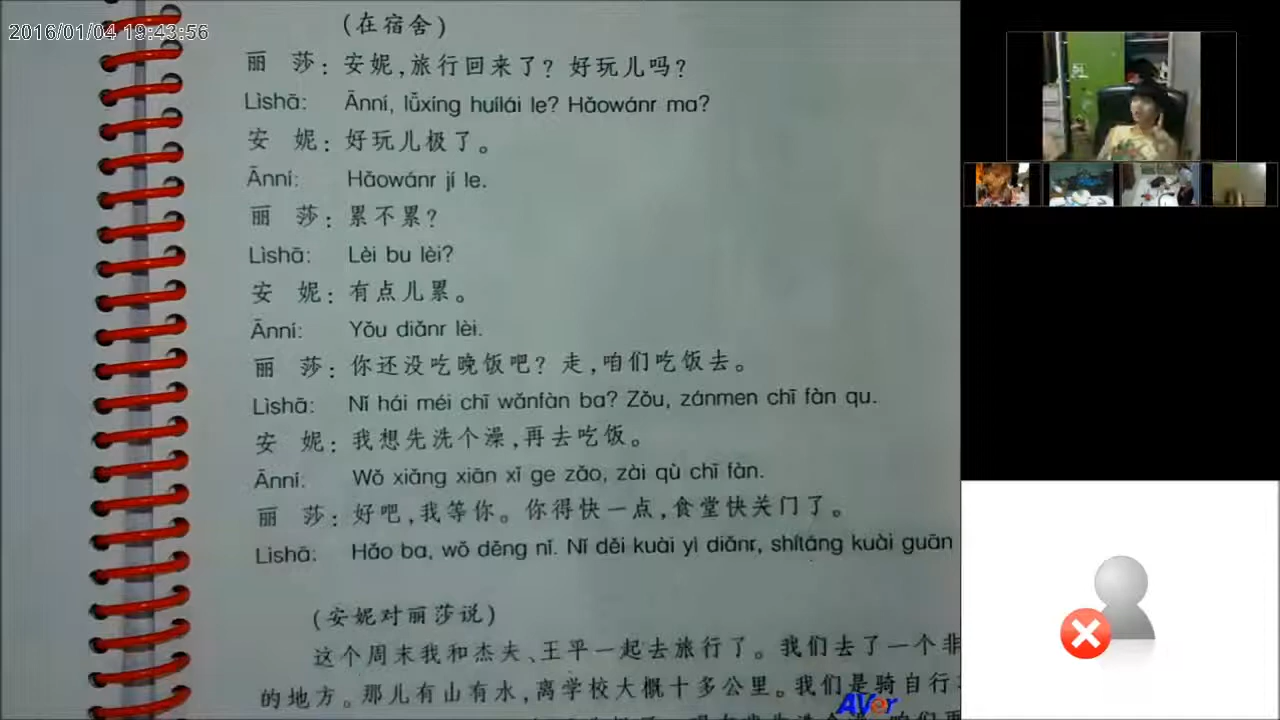 2016/01/04 19:43:56
(在宿舍)
丽 莎: 安妮,旅行回来了? 好玩儿吗?
Lìshā: Ānní, lǚxíng huílái le? Hǎowánr ma?
安 妮: 好玩儿极了。
Ānní: Hǎowánr jí le.
丽 莎: 累不累?
Lìshā: Lèi bu lèi?
安 妮: 有点儿累。
Ānní: Yǒu diǎnr lèi.
丽 莎: 你还没吃晚饭吧? 走,咱们吃饭去。
Lìshā: Nǐ hái méi chī wǎnfàn ba? Zǒu, zánmen chī fàn qu.
安 妮: 我想先洗个澡,再去吃饭。
Ānní: Wǒ xiǎng xiān xǐ ge zǎo, zài qù chī fàn.
丽 莎: 好吧,我等你。你得快一点,食堂快关门了。
Lìshā: Hǎo ba, wǒ děng nǐ. Nǐ děi kuài yì diǎnr, shítáng kuài guān
(安妮对丽莎说)
这个周末我和杰夫、王平一起去旅行了。我们去了一个非
的地方。那儿有山有水,离学校大概十多公里。我们是骑自行
AVer